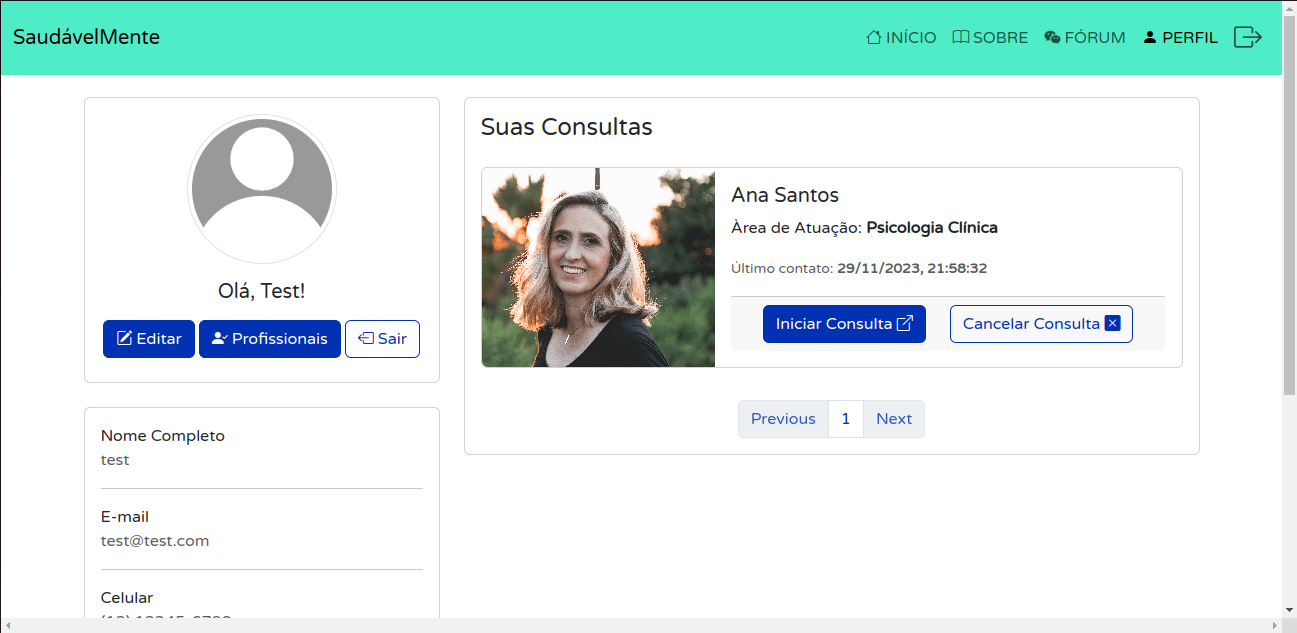 SaudávelMente
INÍCIO SOBRE FÓRUM PERFIL
Olá, Test!
Editar Profissionais Sair
Nome Completo
test
E-mail
test@test.com
Celular
Suas Consultas
Ana Santos
Àrea de Atuação: Psicologia Clínica
Último contato: 29/11/2023, 21:58:32
Iniciar Consulta Cancelar Consulta
Previous 1 Next